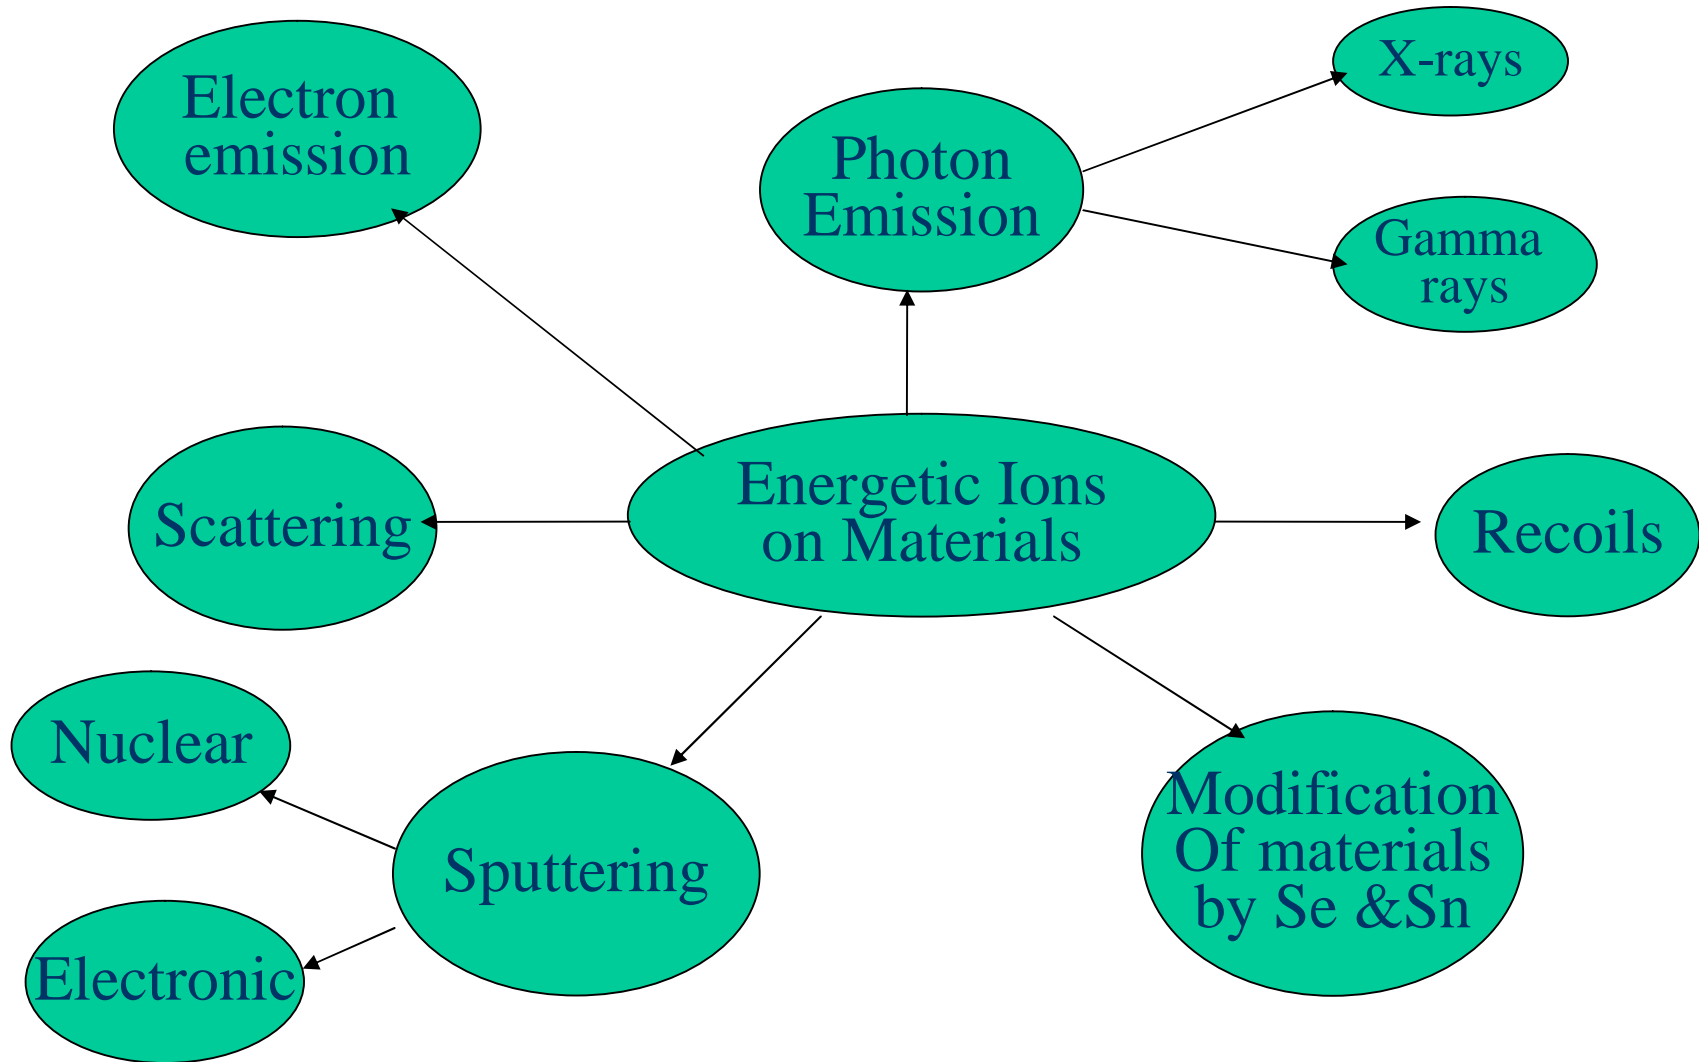 Electron
emission
Photon
Emission
X-rays
Gamma
rays
Energetic Ions
on Materials
Scattering
Recoils
Nuclear
Sputtering
Electronic
Modification
Of materials
by Se &Sn